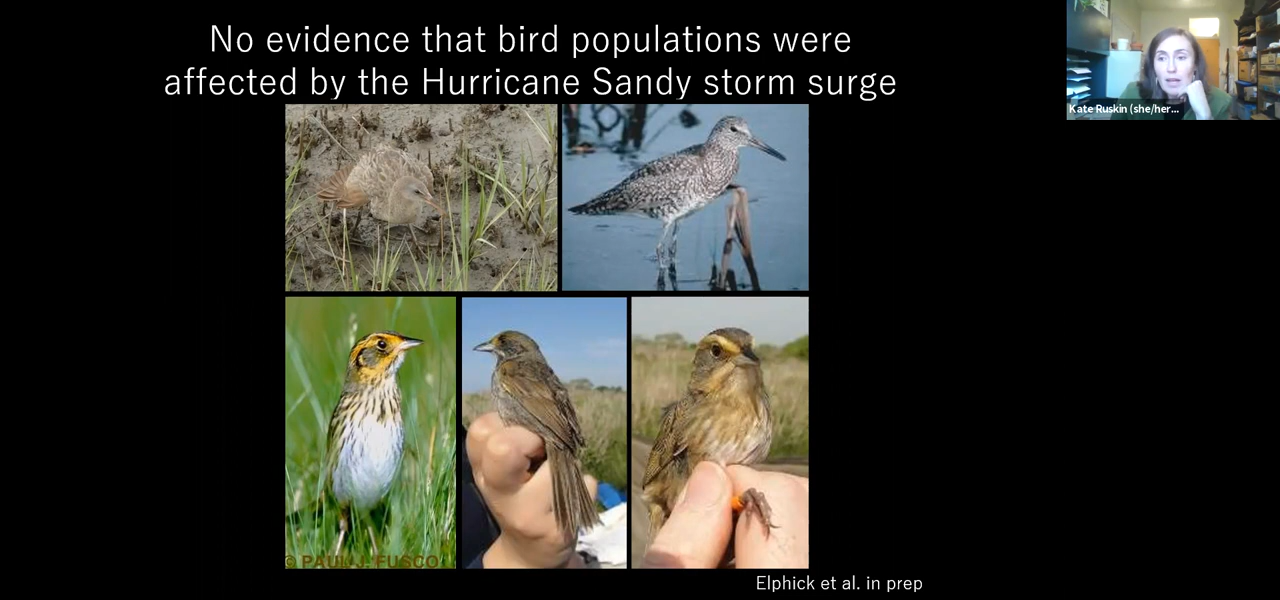 No evidence that bird populations were
affected by the Hurricane Sandy storm surge
Kate Ruskin (she/her...
© PAUL J. FUSCO
Elphick et al. in prep